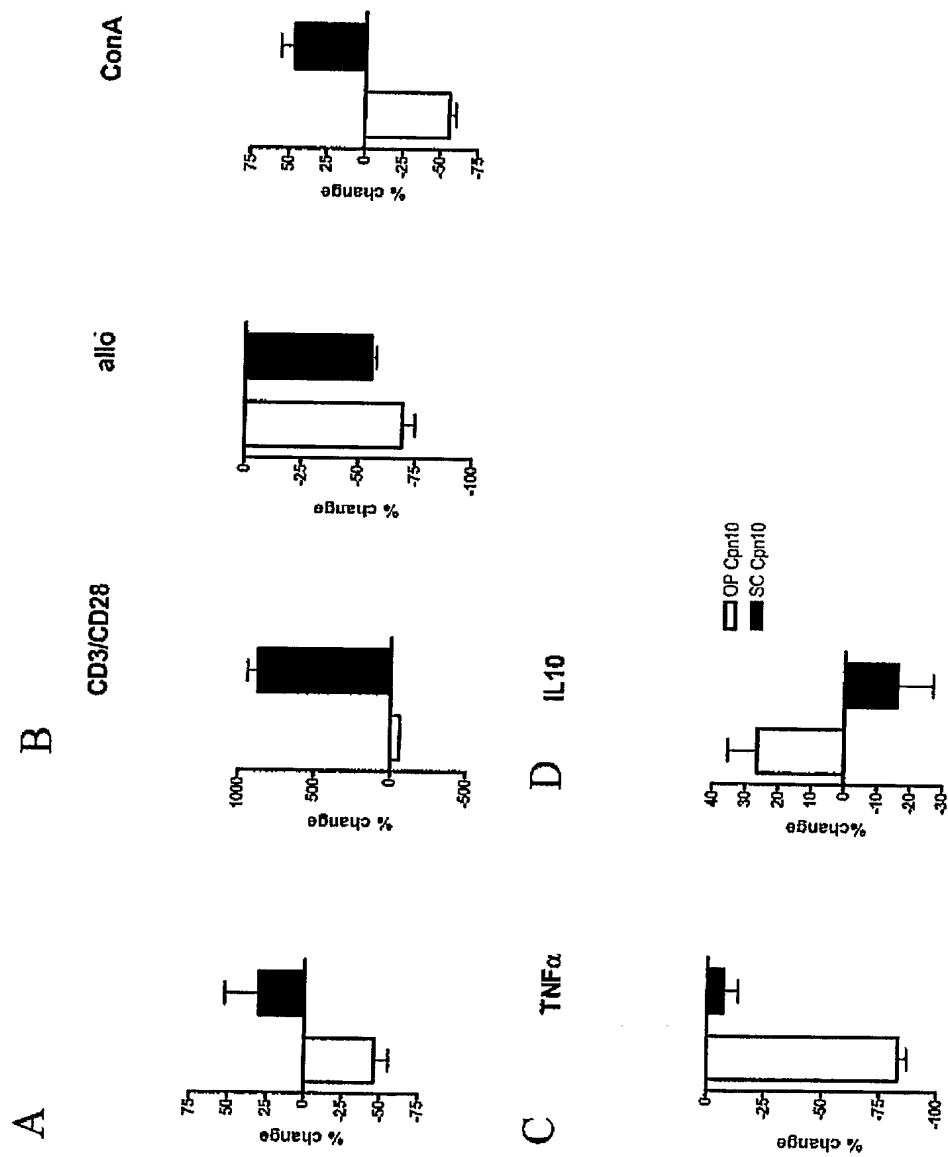 A
75
50
25
0
-25
-50
-75
% change
B
CD3/CD28
1000
500
0
-500
% change
allo
0
-25
-50
-75
-100
% change
ConA
75
50
25
0
-25
-50
-75
% change
C
TNFα
0
-25
-50
-75
-100
% change
D
IL10
40
30
20
10
0
-10
-20
-30
%change
OP Cpn10
SC Cpn10